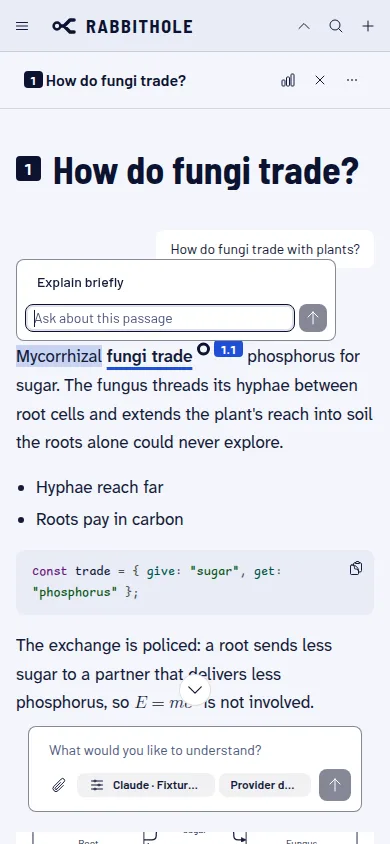 RABBITHOLE
1 How do fungi trade?
1 How do fungi trade?
How do fungi trade with plants?
Explain briefly
Ask about this passage
Mycorrhizal fungi trade 1.1 phosphorus for
sugar. The fungus threads its hyphae between
root cells and extends the plant's reach into soil
the roots alone could never explore.
• Hyphae reach far
• Roots pay in carbon
const trade = { give: "sugar", get:
"phosphorus" };
The exchange is policed: a root sends less
sugar to a partner that delivers less
phosphorus, so E = mc is not involved.
What would you like to understand?
Claude · Fixtur... Provider d...